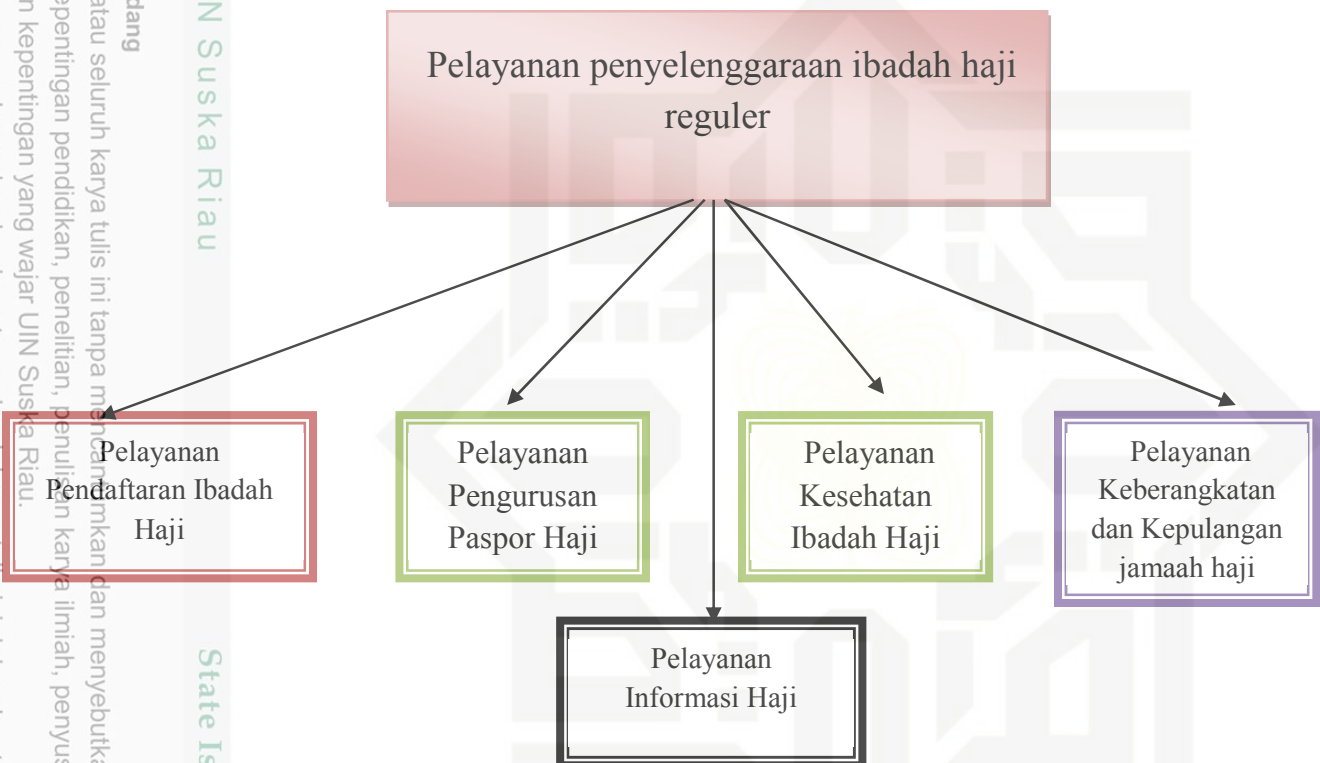 Pelayanan penyelenggaraan ibadah haji
reguler
Pelayanan
Pendaftaran Ibadah
Haji
Pelayanan
Pengurusan
Paspor Haji
Pelayanan
Kesehatan
Ibadah Haji
Pelayanan
Keberangkatan
dan Kepulangan
jamaah haji
Pelayanan
Informasi Haji
N Suska Riau
State Is
dang
atau seluruh karya tulis ini tanpa mencantumkan dan menyebutka
epentingan pendidikan, penelitian, penulisan karya ilmiah, penyus
n kepentingan yang wajar UIN Suska Riau.